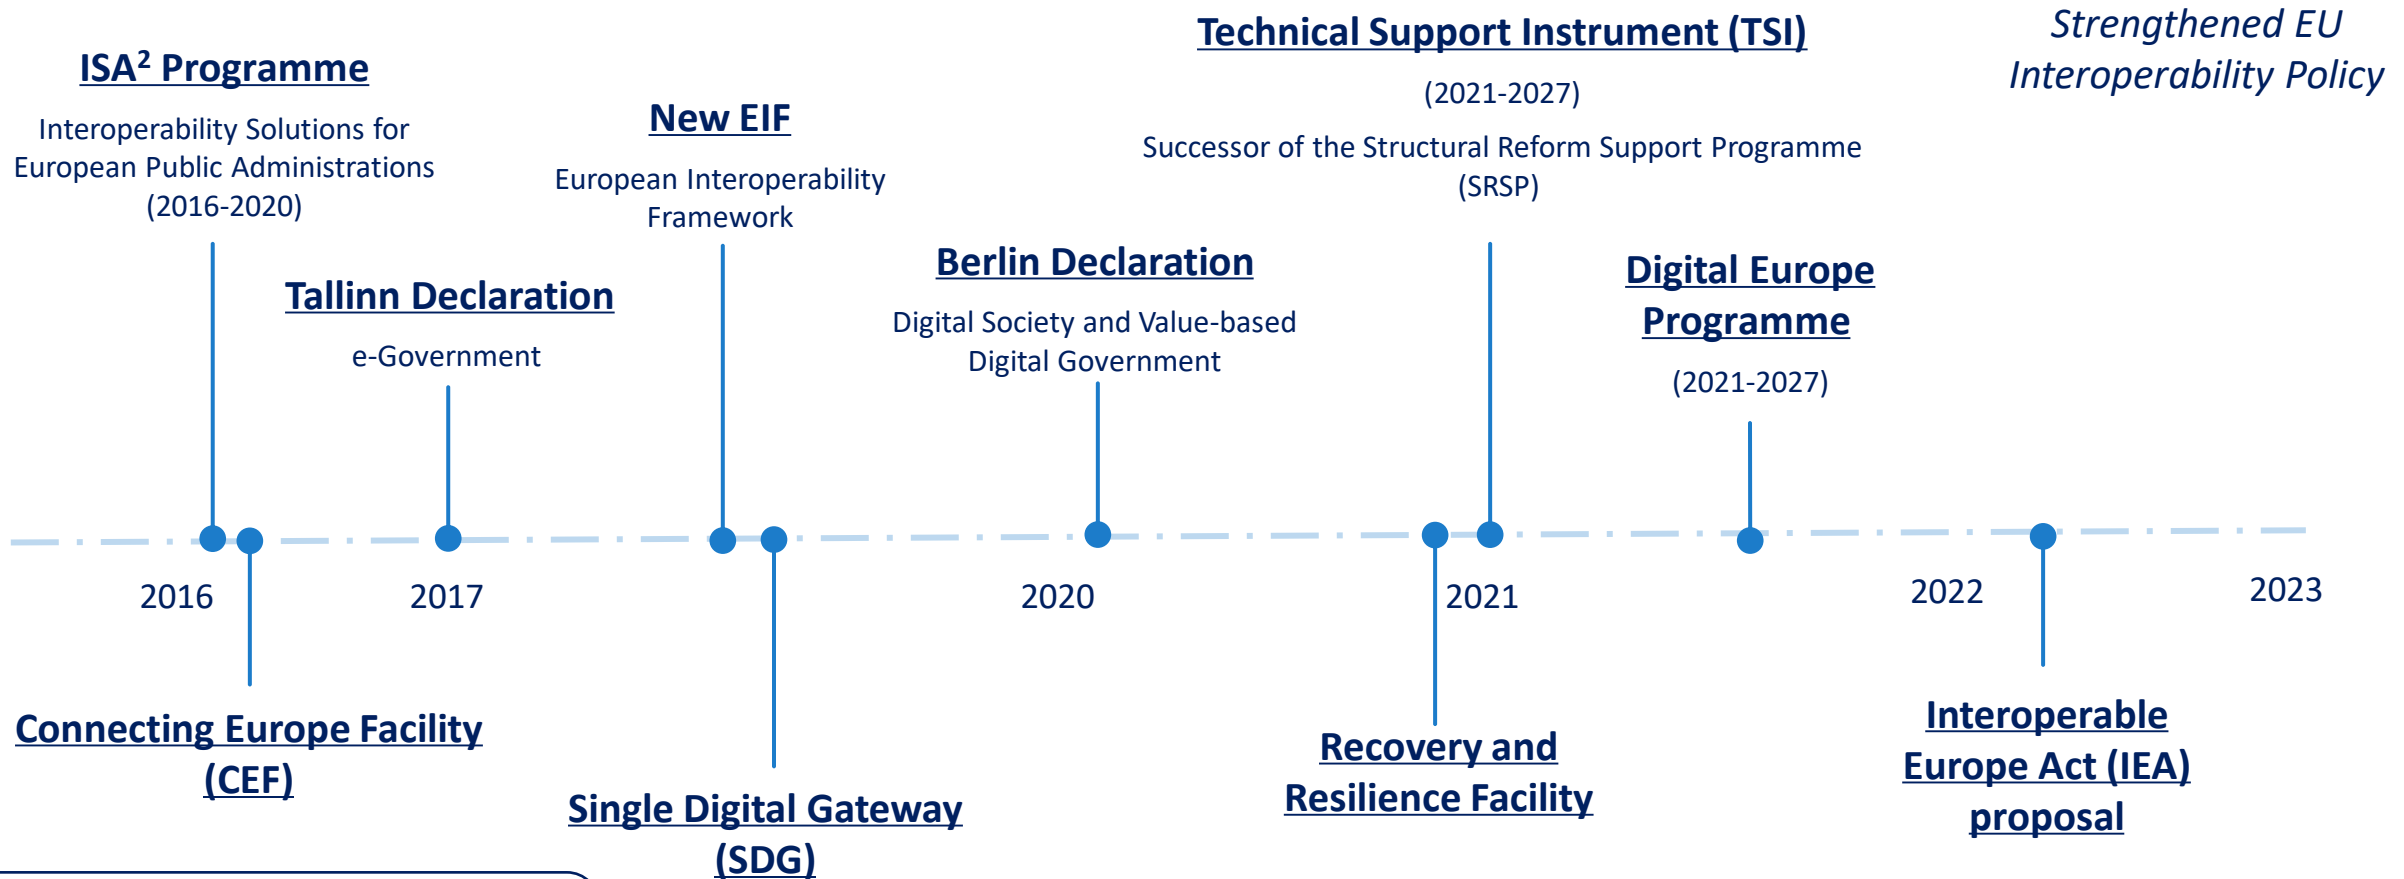 Technical Support Instrument (TSI)
(2021-2027)
Successor of the Structural Reform Support Programme
(SRSP)
Strengthened EU
Interoperability Policy
ISA² Programme
Interoperability Solutions for
European Public Administrations
(2016-2020)
New EIF
European Interoperability
Framework
Tallinn Declaration
e-Government
Berlin Declaration
Digital Society and Value-based
Digital Government
Digital Europe
Programme
(2021-2027)
2016
2017
2020
2021
2022
2023
Connecting Europe Facility
(CEF)
Single Digital Gateway
(SDG)
Recovery and
Resilience Facility
Interoperable
Europe Act (IEA)
proposal